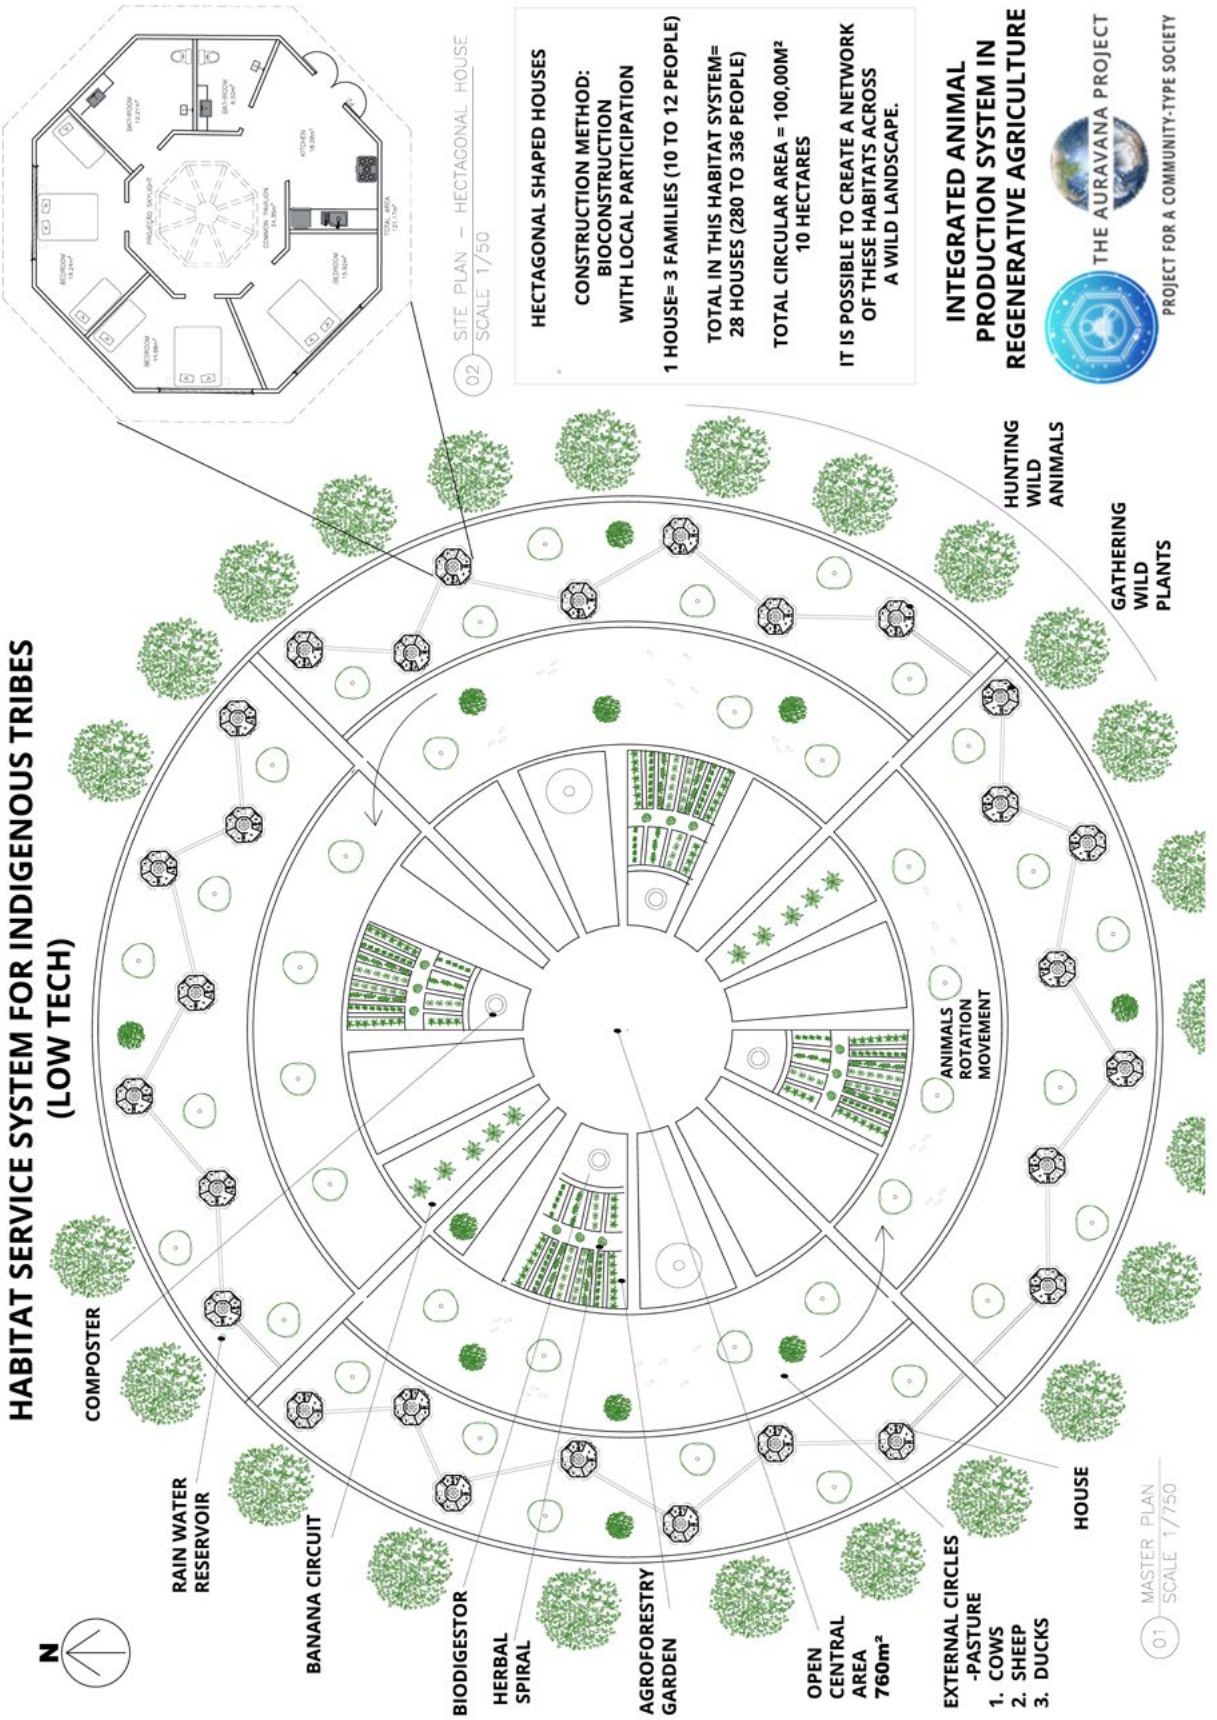 HABITAT SERVICE SYSTEM FOR INDIGENOUS TRIBES
(LOW TECH)
N
COMPOSTER
RAIN WATER
RESERVOIR
BANANA CIRCUIT
BIODIGESTOR
HERBAL
SPIRAL
AGROFORESTRY
GARDEN
OPEN
CENTRAL
AREA
760m²
EXTERNAL CIRCLES
-PASTURE
1. COWS
2. SHEEP
3. DUCKS
HOUSE
01
MASTER PLAN
SCALE 1/750
ANIMALS
ROTATION
MOVEMENT
HUNTING
WILD
ANIMALS
GATHERING
WILD
PLANTS
BATHROOM
BATHROOM
BEDROOM
BEDROOM
BEDROOM
KITCHEN
PROJEÇÃO SKYLIGHT
COMMON PAVILION
TOTAL AREA
02
SITE PLAN – HECTAGONAL HOUSE
SCALE 1/50
HECTAGONAL SHAPED HOUSES
CONSTRUCTION METHOD:
BIOCONSTRUCTION
WITH LOCAL PARTICIPATION
1 HOUSE= 3 FAMILIES (10 TO 12 PEOPLE)
TOTAL IN THIS HABITAT SYSTEM=
28 HOUSES (280 TO 336 PEOPLE)
TOTAL CIRCULAR AREA = 100,00M²
10 HECTARES
IT IS POSSIBLE TO CREATE A NETWORK
OF THESE HABITATS ACROSS
A WILD LANDSCAPE.
INTEGRATED ANIMAL
PRODUCTION SYSTEM IN
REGENERATIVE AGRICULTURE
THE AURAVANA PROJECT
PROJECT FOR A COMMUNITY-TYPE SOCIETY